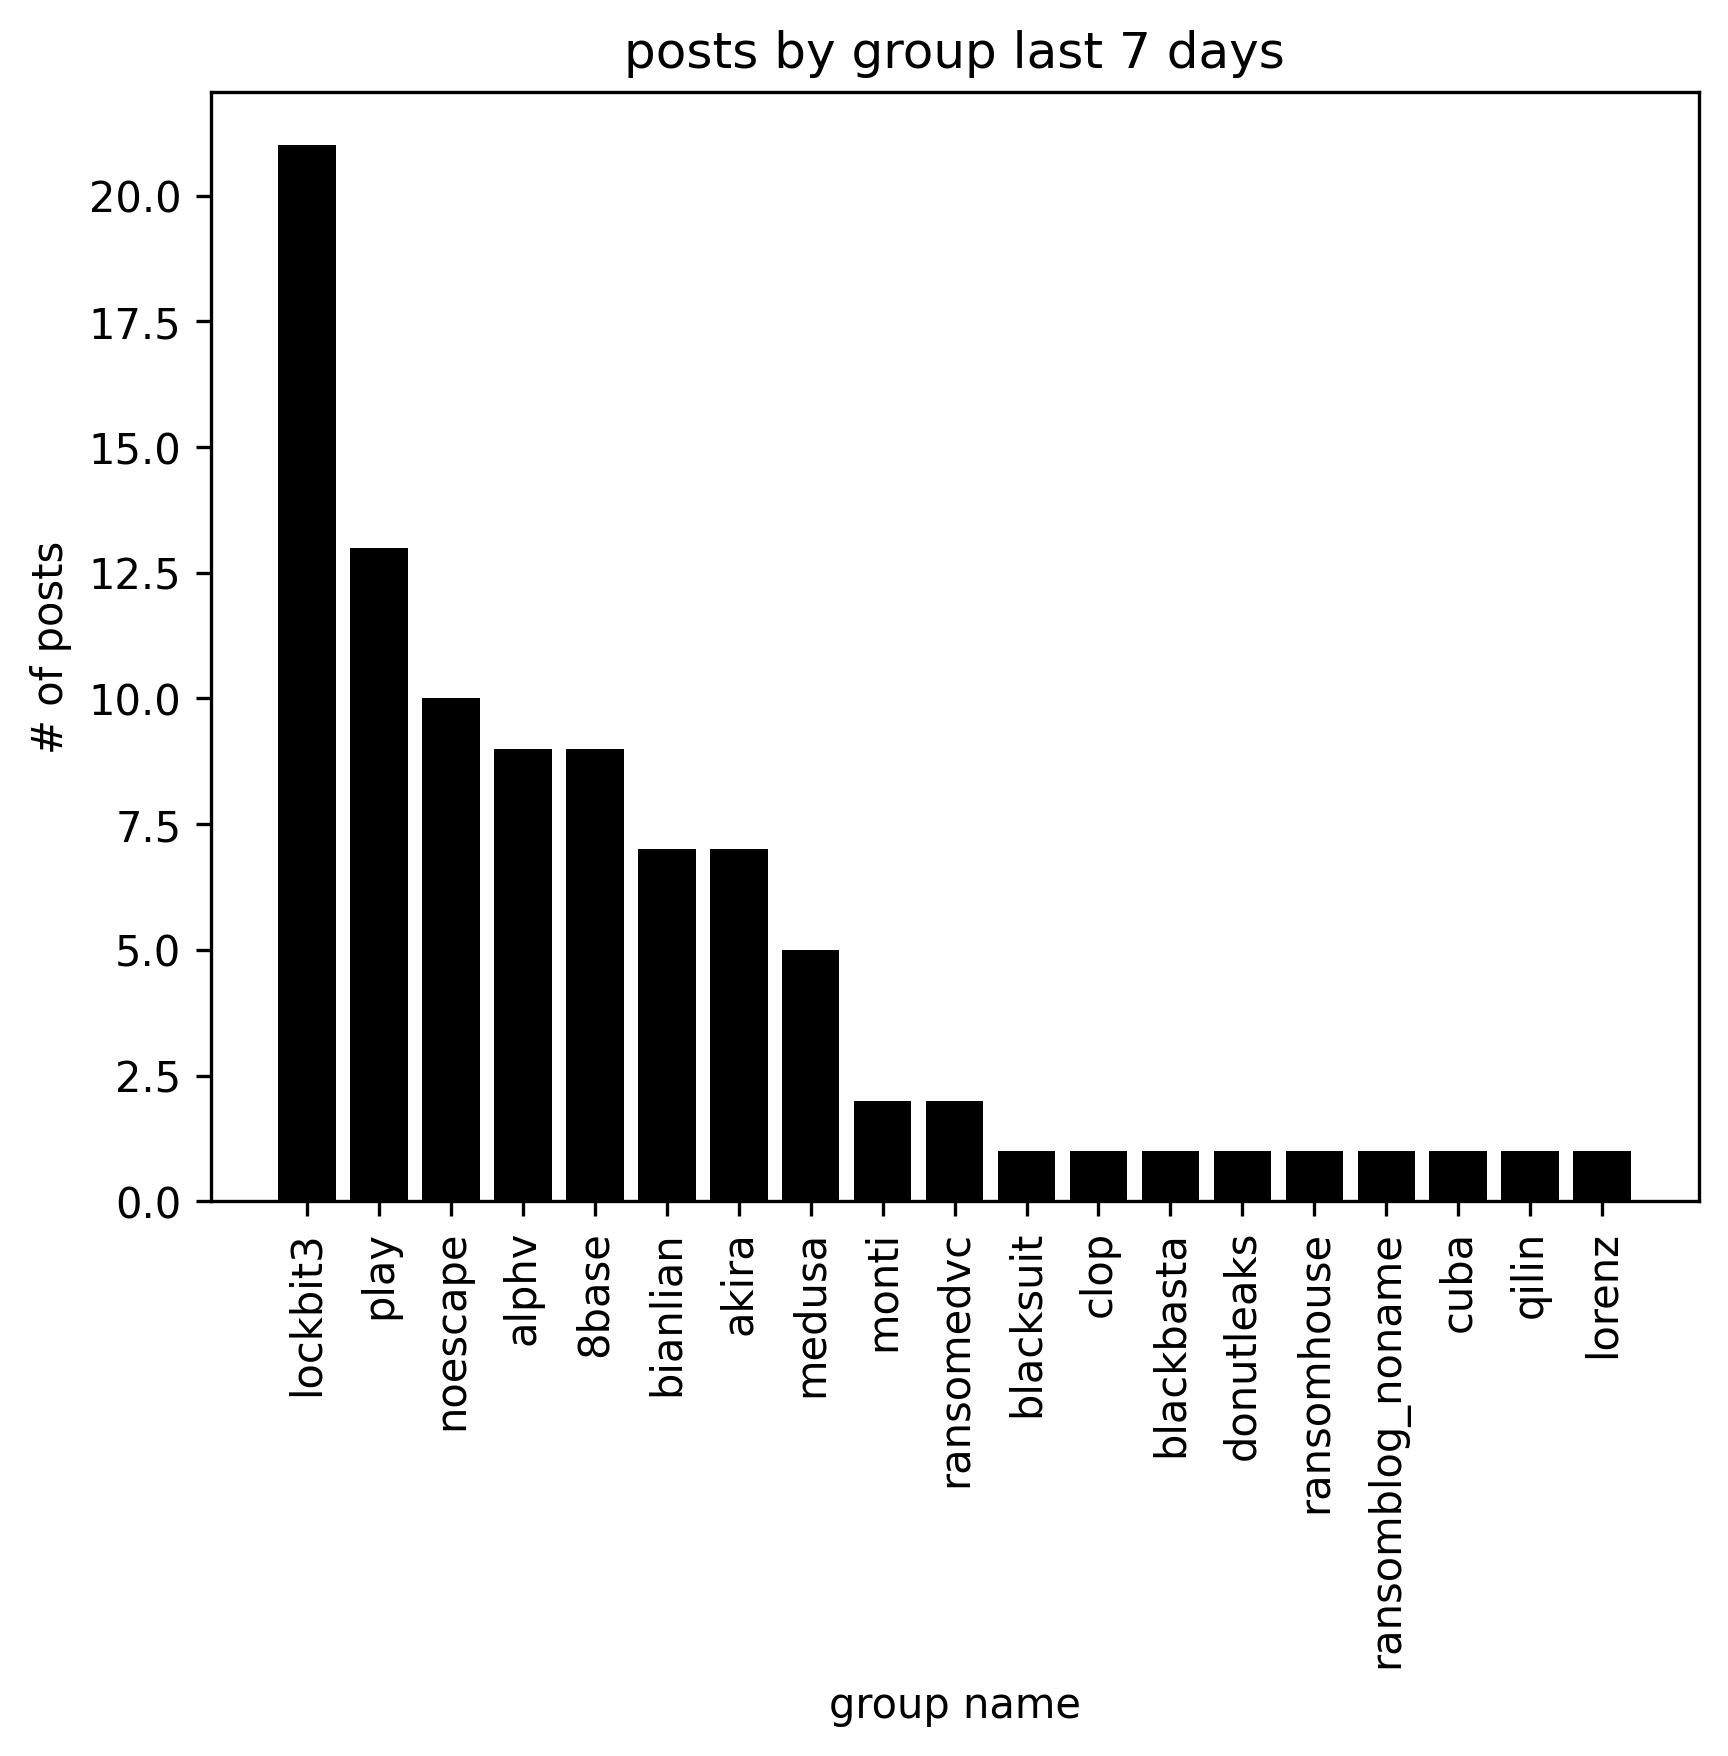 posts by group last 7 days
# of posts
20.0
17.5
15.0
12.5
10.0
7.5
5.0
2.5
0.0
lockbit3
play
noescape
alphv
8base
bianlian
akira
medusa
monti
ransomedvc
blacksuit
clop
blackbasta
donutleaks
ransomhouse
ransomblog_noname
cuba
qilin
lorenz
group name